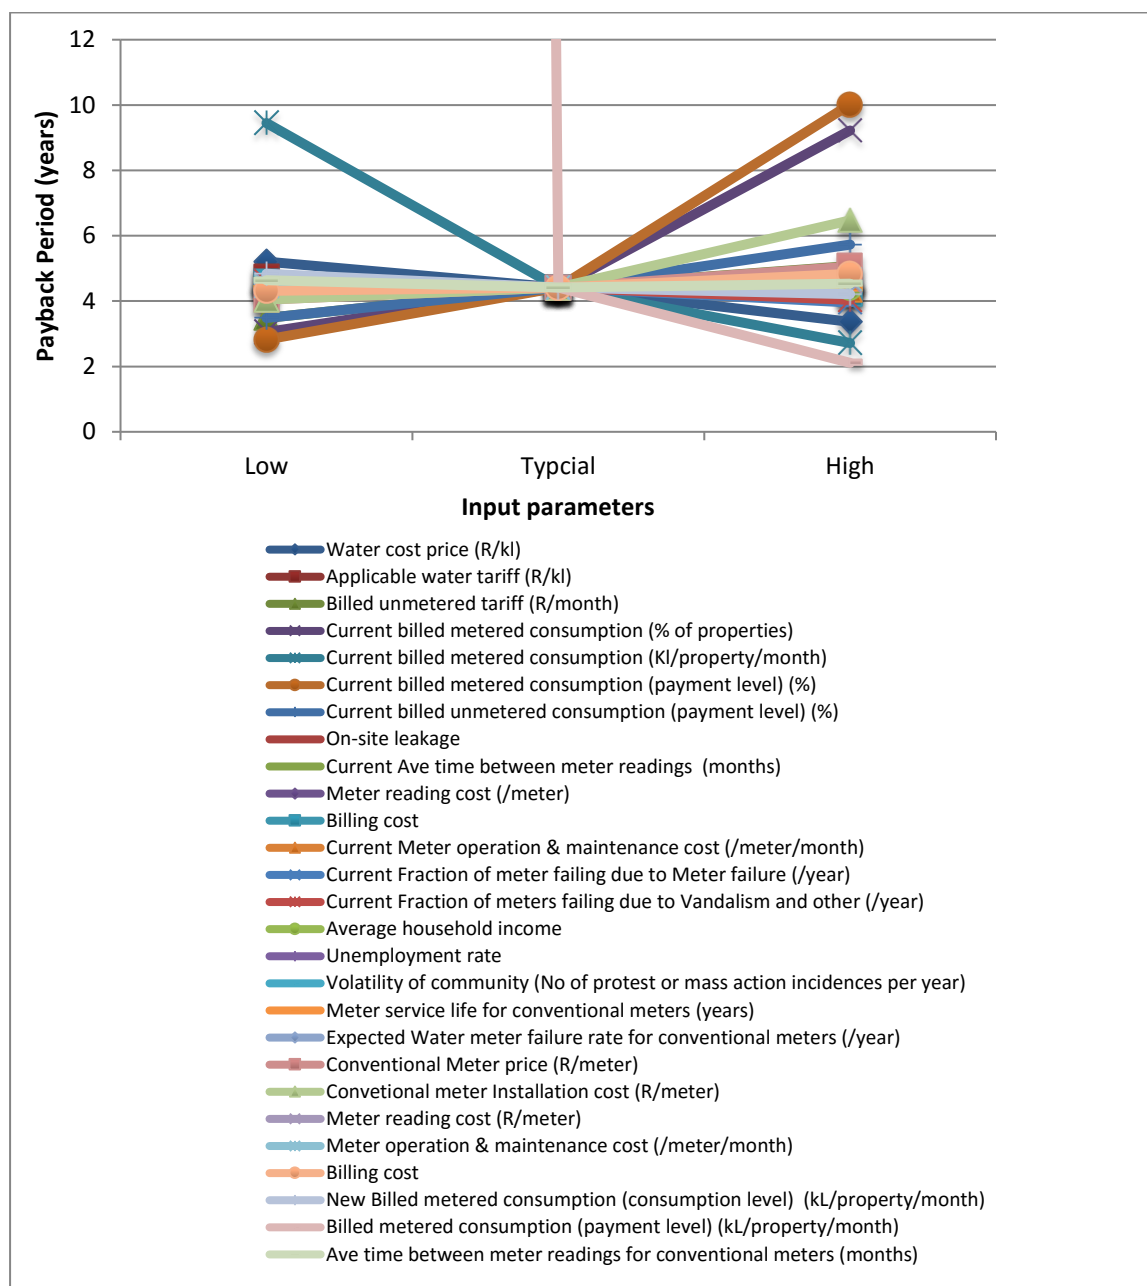 12
10
8
6
4
2
0
Payback Period (years)
Low Typcial High
Input parameters
Water cost price (R/kl)
Applicable water tariff (R/kl)
Billed unmetered tariff (R/month)
Current billed metered consumption (% of properties)
Current billed metered consumption (Kl/property/month)
Current billed metered consumption (payment level) (%)
Current billed unmetered consumption (payment level) (%)
On-site leakage
Current Ave time between meter readings (months)
Meter reading cost (/meter)
Billing cost
Current Meter operation & maintenance cost (/meter/month)
Current Fraction of meter failing due to Meter failure (/year)
Current Fraction of meters failing due to Vandalism and other (/year)
Average household income
Unemployment rate
Volatility of community (No of protest or mass action incidences per year)
Meter service life for conventional meters (years)
Expected Water meter failure rate for conventional meters (/year)
Conventional Meter price (R/meter)
Convetional meter Installation cost (R/meter)
Meter reading cost (R/meter)
Meter operation & maintenance cost (/meter/month)
Billing cost
New Billed metered consumption (consumption level) (kL/property/month)
Billed metered consumption (payment level) (kL/property/month)
Ave time between meter readings for conventional meters (months)